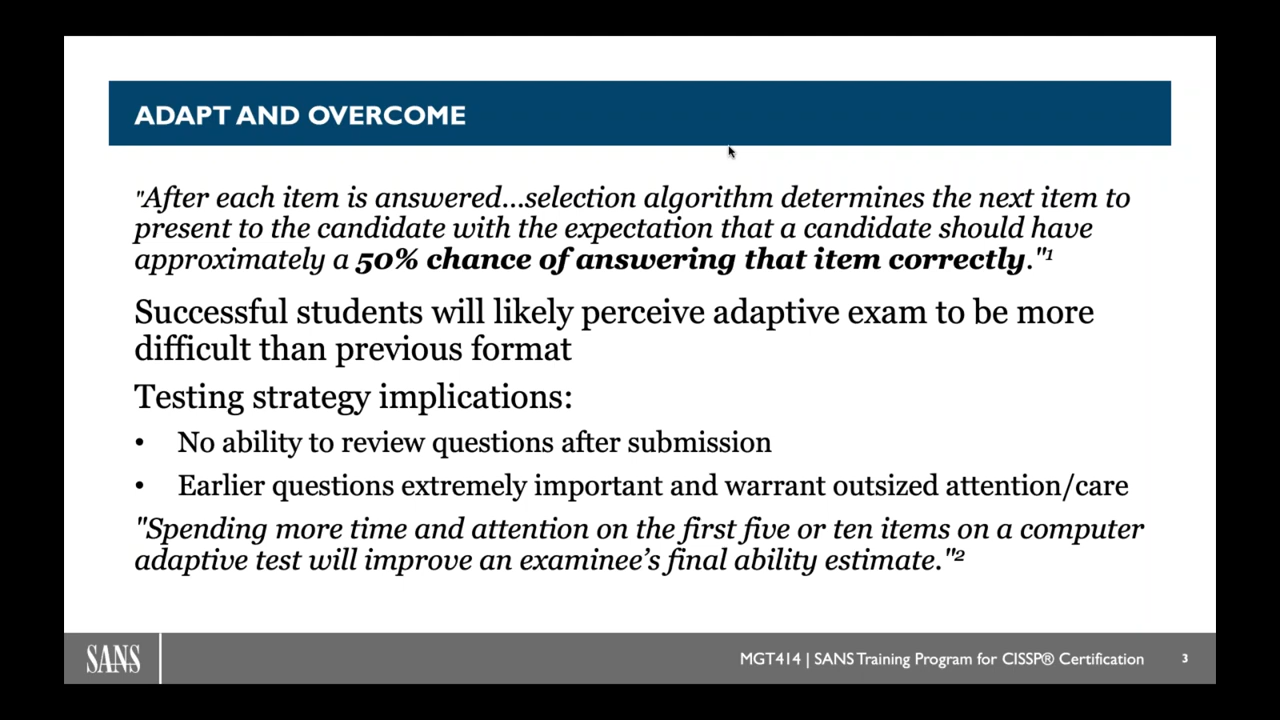 ADAPT AND OVERCOME
"After each item is answered...selection algorithm determines the next item to
present to the candidate with the expectation that a candidate should have
approximately a 50% chance of answering that item correctly."¹
Successful students will likely perceive adaptive exam to be more
difficult than previous format
Testing strategy implications:
• No ability to review questions after submission
• Earlier questions extremely important and warrant outsized attention/care
"Spending more time and attention on the first five or ten items on a computer
adaptive test will improve an examinee’s final ability estimate."²
SANS
MGT414 | SANS Training Program for CISSP® Certification
3